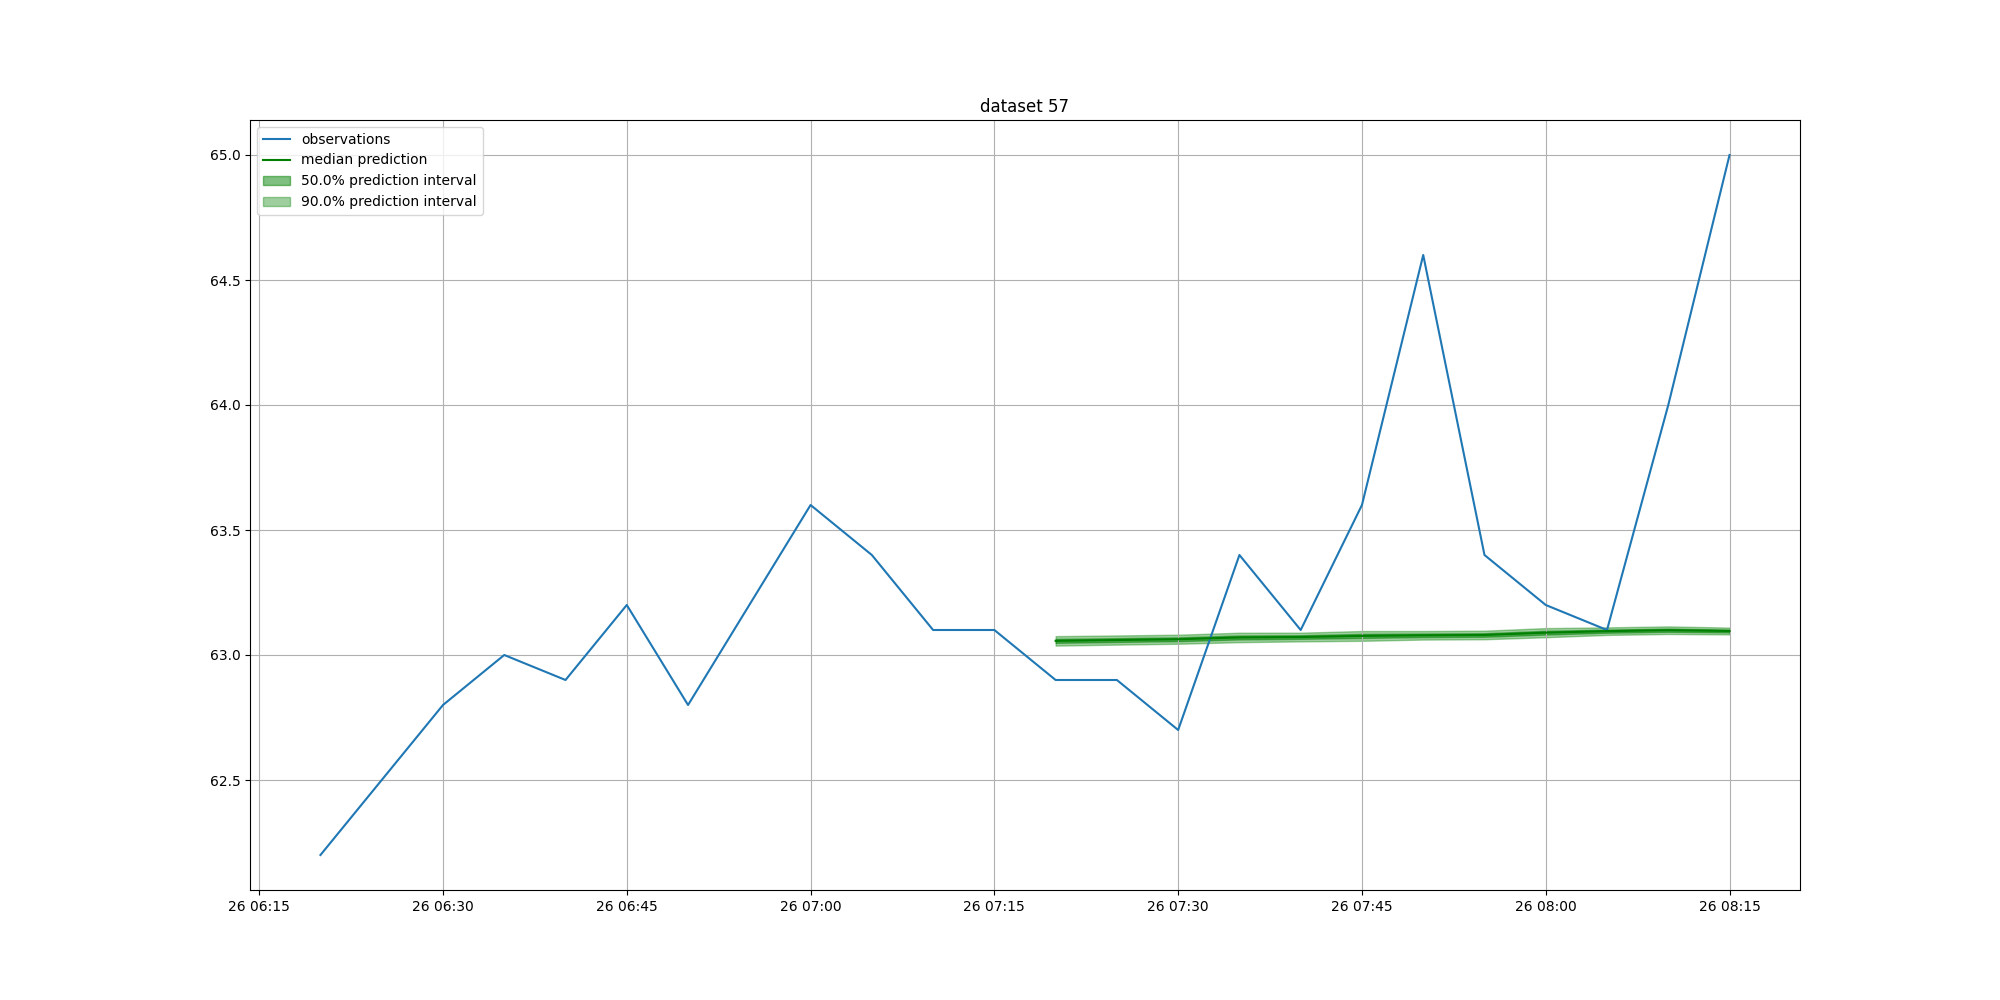 dataset 57
observations
median prediction
50.0% prediction interval
90.0% prediction interval
65.0
64.5
64.0
63.5
63.0
62.5
26 06:15 26 06:30 26 06:45 26 07:00 26 07:15 26 07:30 26 07:45 26 08:00 26 08:15